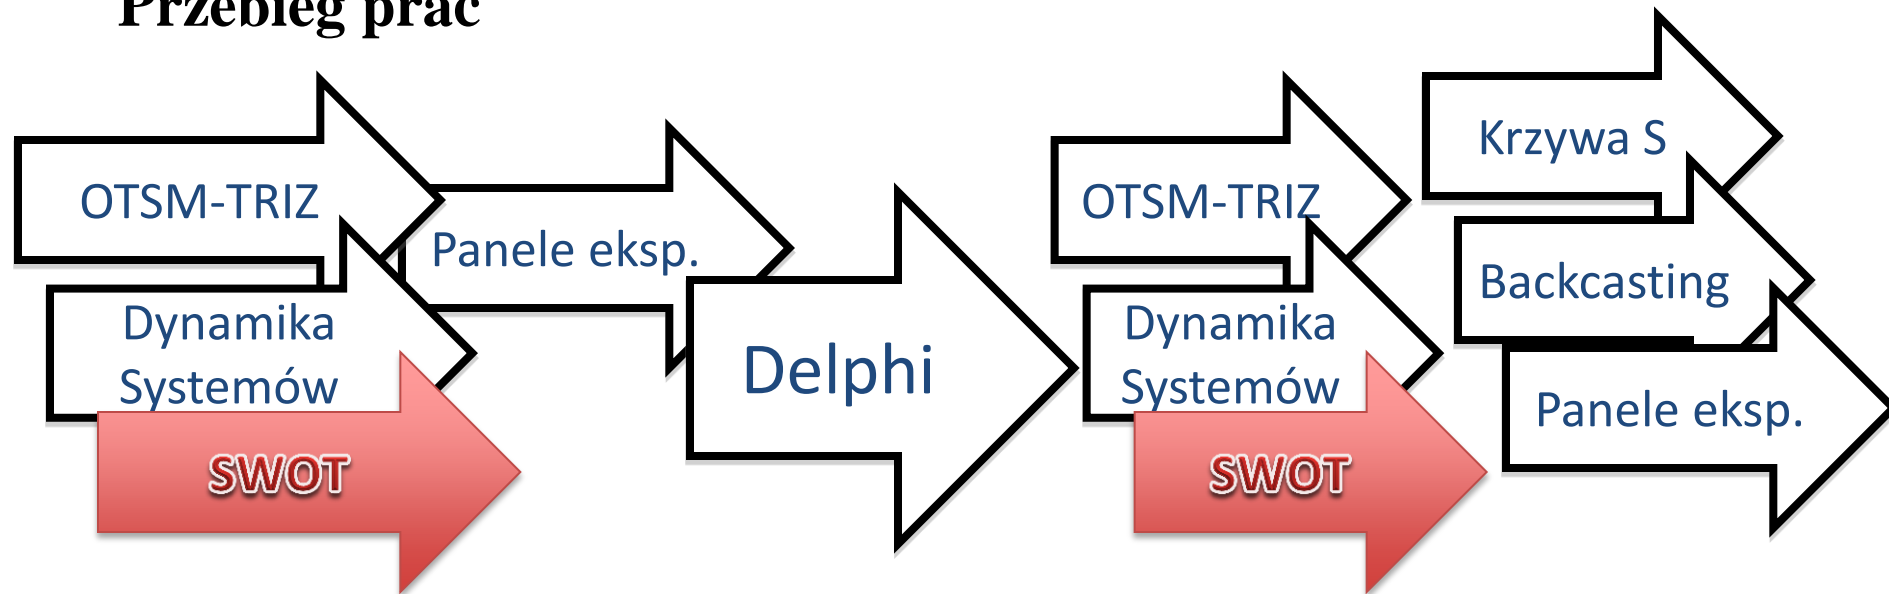 Przebieg prac
OTSM-TRIZ
Dynamika
Systemów
SWOT
Panele eksp.
Delphi
OTSM-TRIZ
Dynamika
Systemów
SWOT
Krzywa S
Backcasting
Panele eksp.